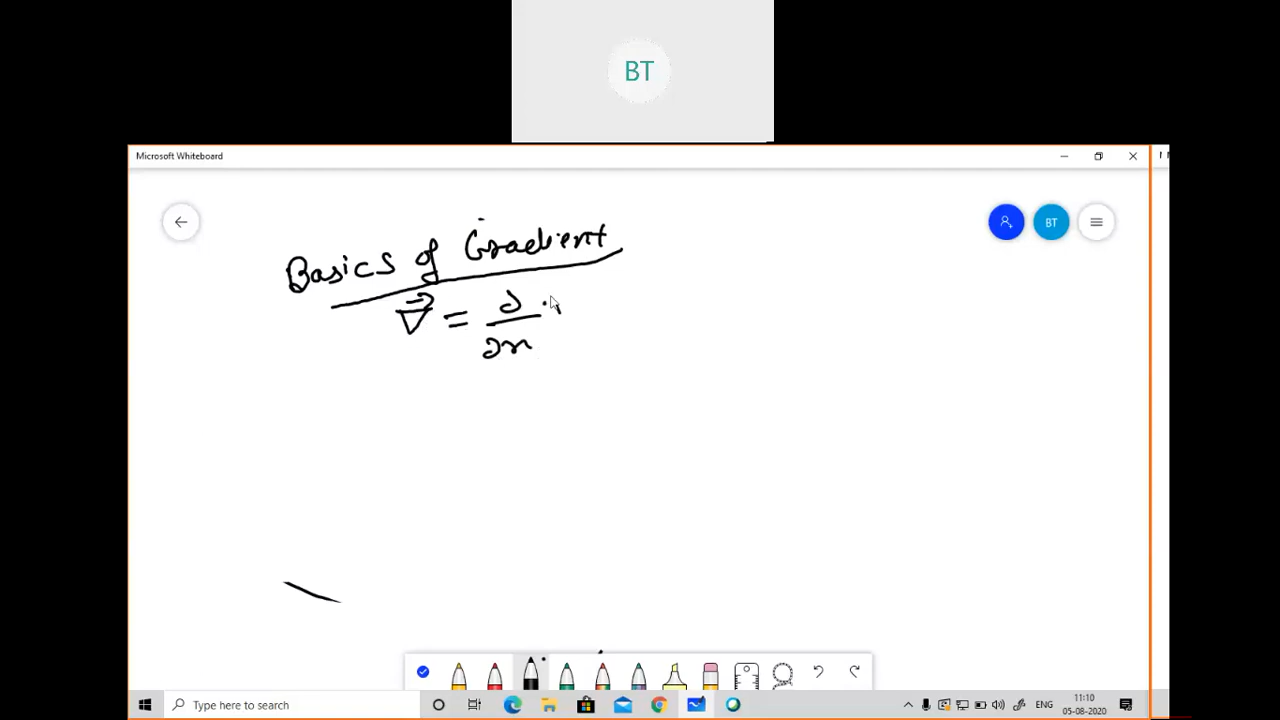 BT
Microsoft Whiteboard
BT
Basics of Gradient
∇⃗ = ∂/∂x
Type here to search
ENG
11:10
05-08-2020